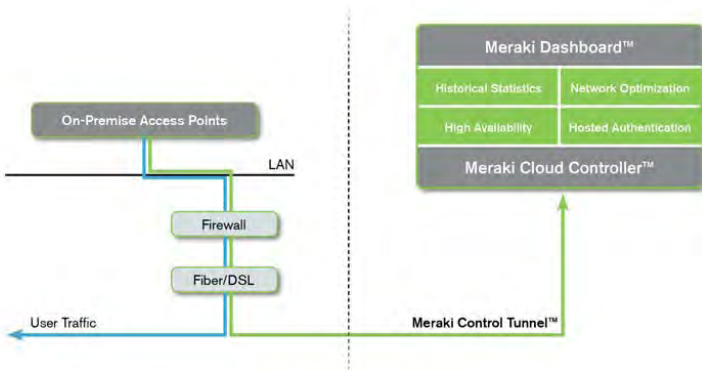 Meraki Dashboard™
Historical Statistics
Network Optimization
High Availability
Hosted Authentication
Meraki Cloud Controller™
On-Premise Access Points
LAN
Firewall
Fiber/DSL
User Traffic
Meraki Control Tunnel™